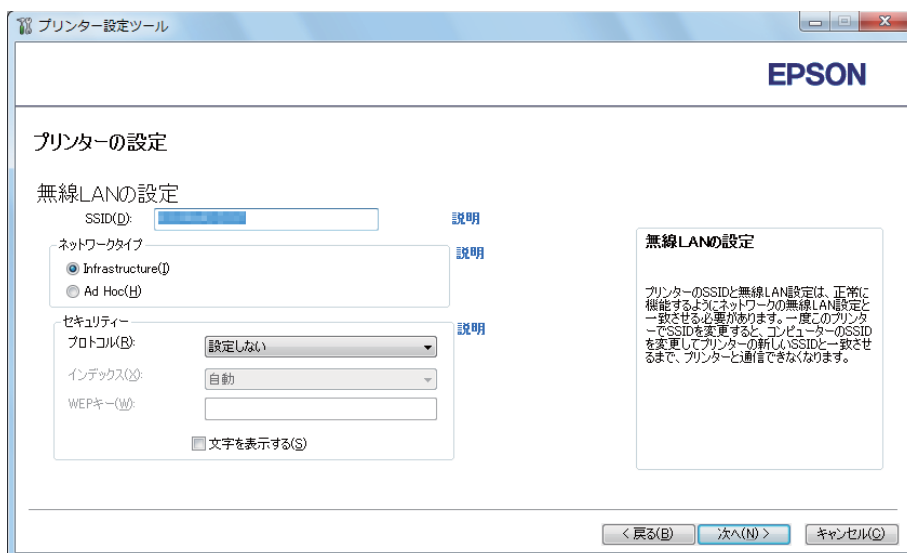 プリンター設定ツール
EPSON
プリンターの設定
無線LANの設定
SSID(D):
説明
ネットワークタイプ
説明
Infrastructure(I)
Ad Hoc(H)
セキュリティー
説明
プロトコル(R):
設定しない
インデックス(X):
自動
WEPキー(W):
文字を表示する(S)
無線LANの設定
プリンターのSSIDと無線LAN設定は、正常に
機能するようにネットワークの無線LAN設定と
一致させる必要があります。一度このプリンタ
ーでSSIDを変更すると、コンピューターのSSID
を変更してプリンターの新しいSSIDと一致させ
るまで、プリンターと通信できなくなります。
< 戻る(B)
次へ(N) >
キャンセル(C)